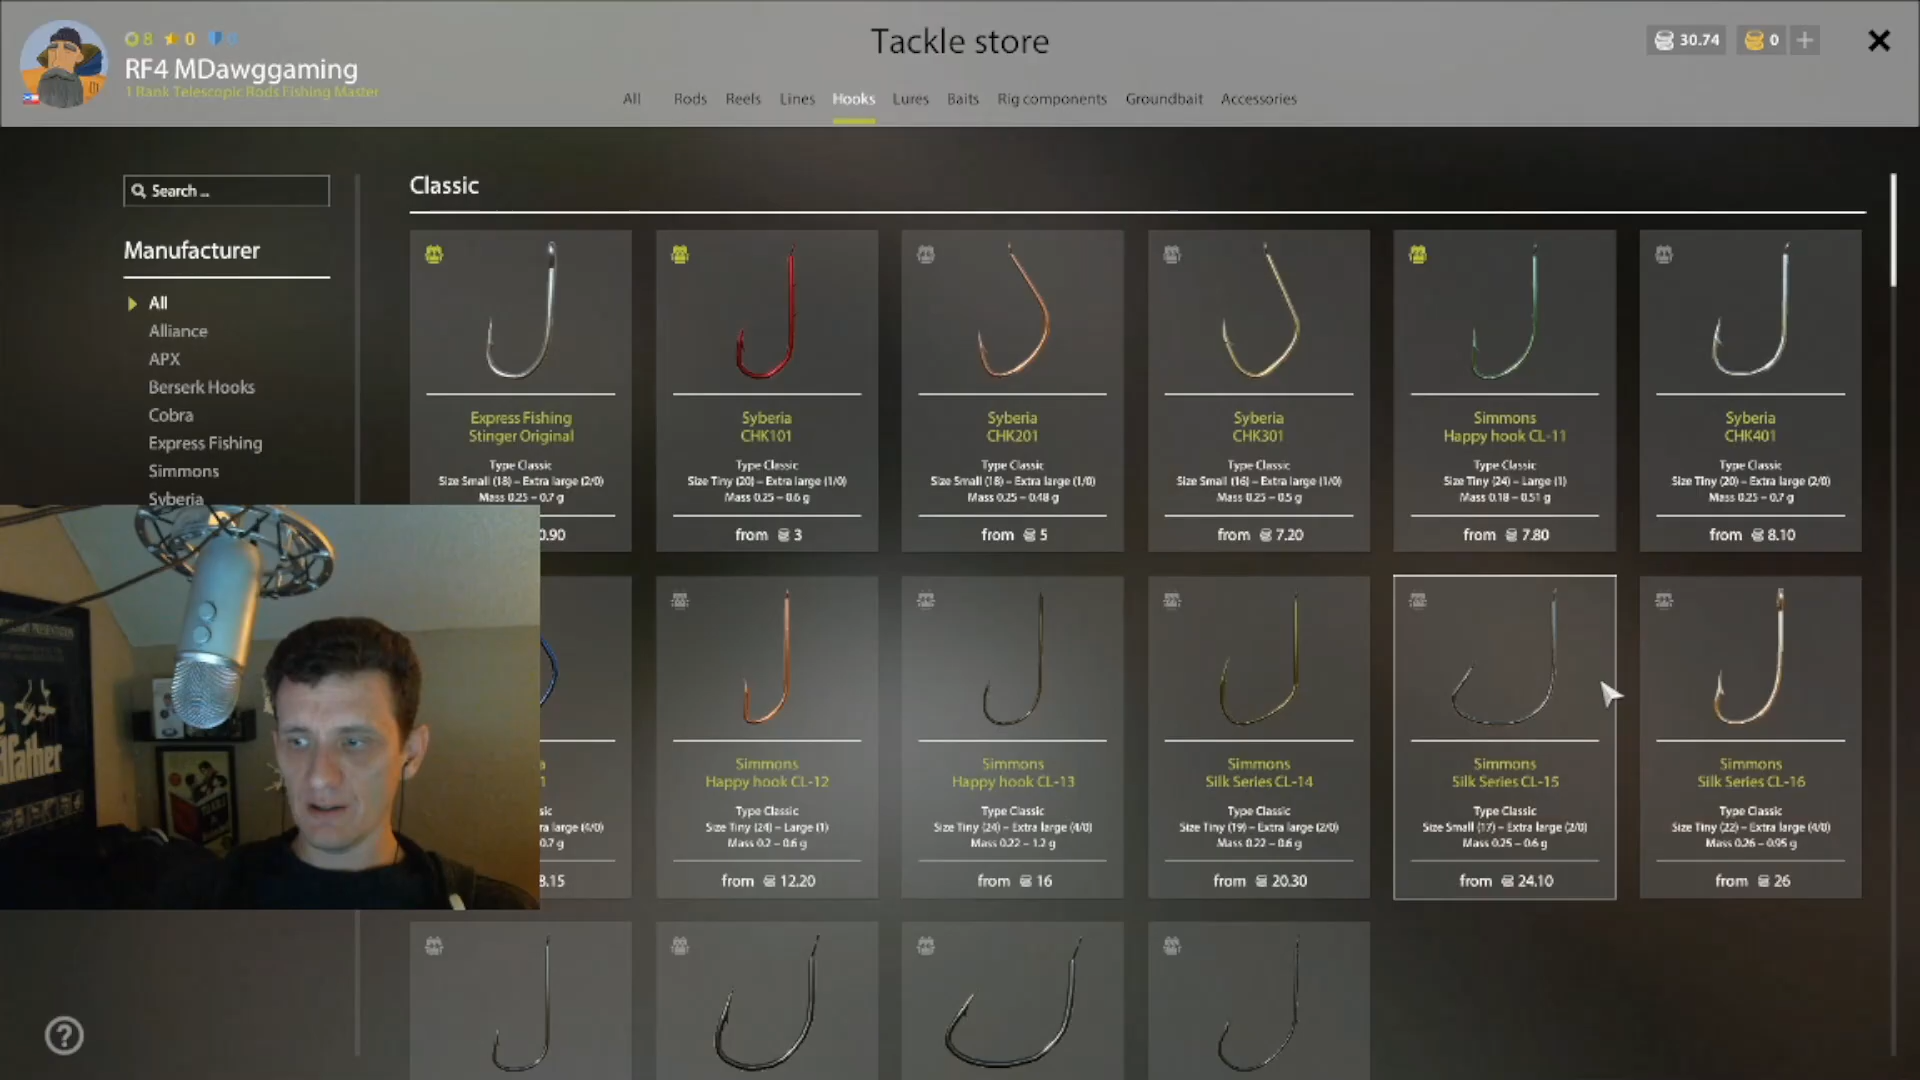 8 0 0
RF4 MDawggaming
1 Rank Telescopic Rods Fishing Master
Tackle store
30.74
0
All Rods Reels Lines Hooks Lures Baits Rig components Groundbait Accessories
Search ...
Manufacturer
All
Alliance
APX
Berserk Hooks
Cobra
Express Fishing
Simmons
Syberia
Classic
Express Fishing
Stinger Original
Type Classic
Size Small (18) – Extra large (2/0)
Mass 0.25 – 0.7 g
0.90
Syberia
CHK101
Type Classic
Size Tiny (20) – Extra large (1/0)
Mass 0.25 – 0.6 g
from 3
Syberia
CHK201
Type Classic
Size Small (18) – Extra large (1/0)
Mass 0.25 – 0.48 g
from 5
Syberia
CHK301
Type Classic
Size Small (16) – Extra large (1/0)
Mass 0.25 – 0.5 g
from 7.20
Simmons
Happy hook CL-11
Type Classic
Size Tiny (24) – Large (1)
Mass 0.18 – 0.51 g
from 7.80
Syberia
CHK401
Type Classic
Size Tiny (20) – Extra large (2/0)
Mass 0.25 – 0.7 g
from 8.10
a
1
ra large (4/0)
0.7 g
8.15
Simmons
Happy hook CL-12
Type Classic
Size Tiny (24) – Large (1)
Mass 0.2 – 0.6 g
from 12.20
Simmons
Happy hook CL-13
Type Classic
Size Tiny (24) – Extra large (4/0)
Mass 0.22 – 1.2 g
from 16
Simmons
Silk Series CL-14
Type Classic
Size Tiny (19) – Extra large (2/0)
Mass 0.22 – 0.6 g
from 20.30
Simmons
Silk Series CL-15
Type Classic
Size Small (17) – Extra large (2/0)
Mass 0.25 – 0.6 g
from 24.10
Simmons
Silk Series CL-16
Type Classic
Size Tiny (22) – Extra large (4/0)
Mass 0.26 – 0.95 g
from 26
dfather
?